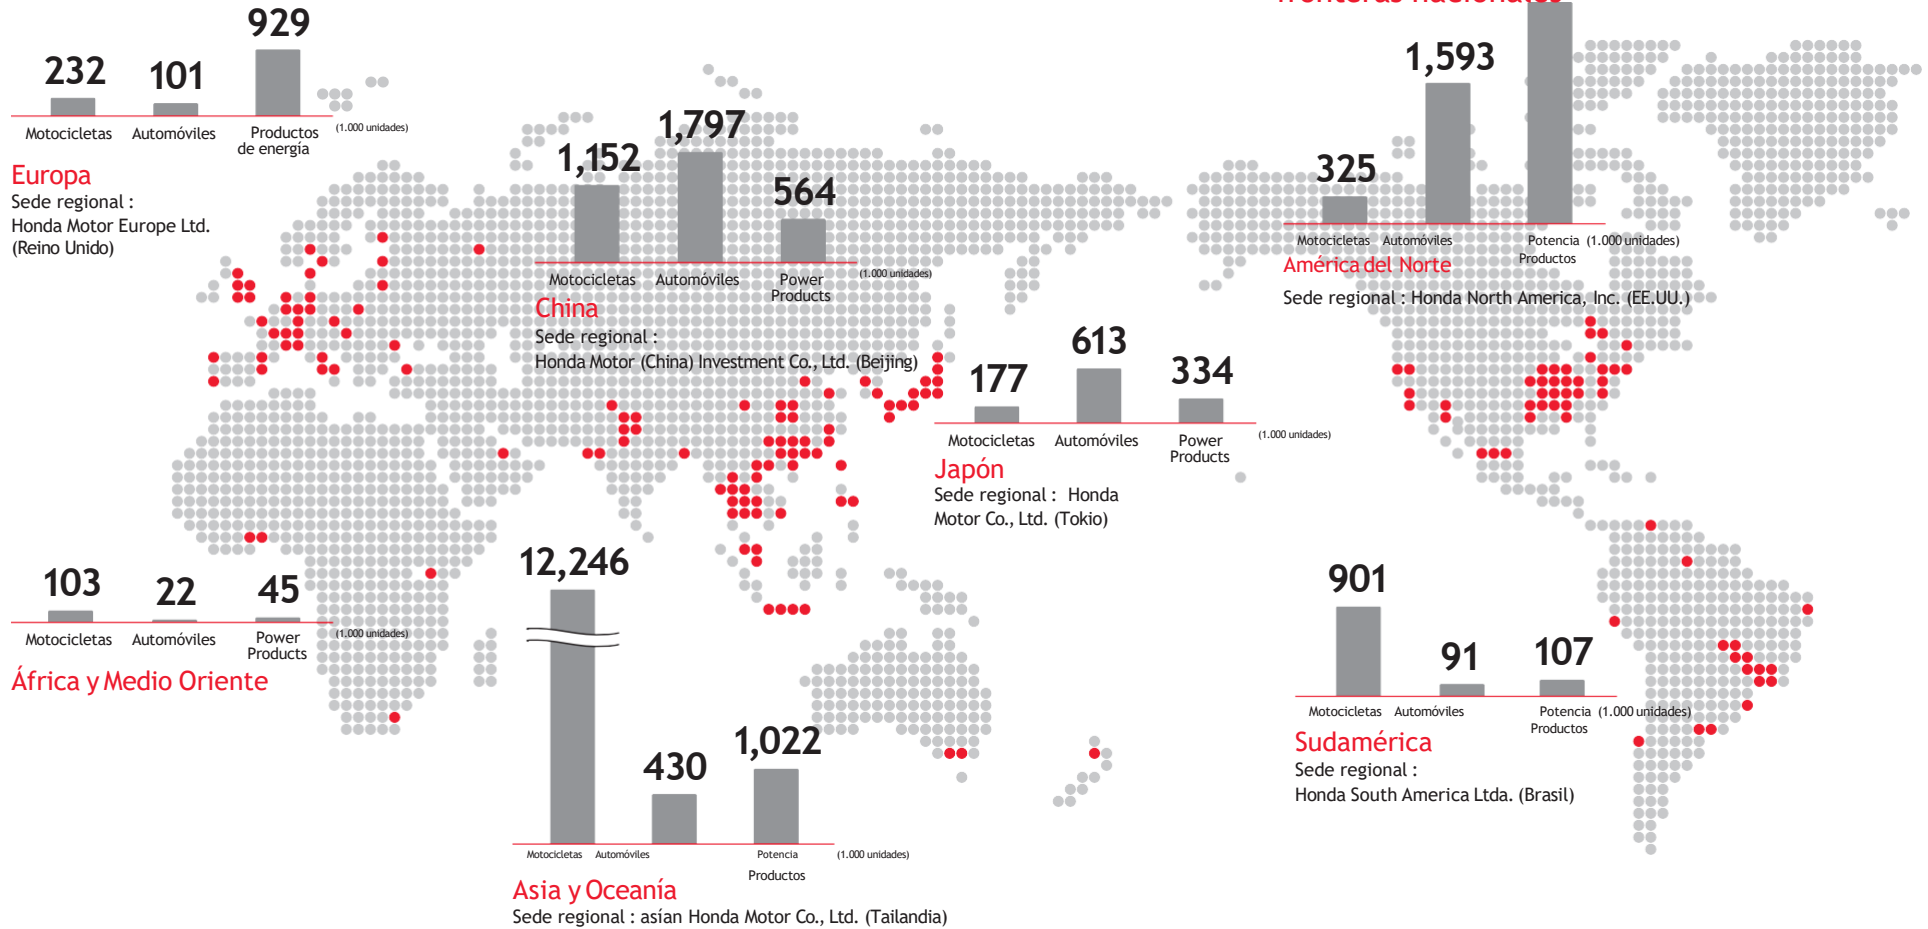 fronteras nacionales
929
232
101
Motocicletas Automóviles Productos de energía (1.000 unidades)
Europa
Sede regional :
Honda Motor Europe Ltd.
(Reino Unido)
1,797
1,152
564
Motocicletas Automóviles Power Products (1.000 unidades)
China
Sede regional :
Honda Motor (China) Investment Co., Ltd. (Beijing)
1,593
325
Motocicletas Automóviles Potencia Productos (1.000 unidades)
América del Norte
Sede regional : Honda North America, Inc. (EE.UU.)
613
177
334
Motocicletas Automóviles Power Products (1.000 unidades)
Japón
Sede regional : Honda
Motor Co., Ltd. (Tokio)
103
22
45
Motocicletas Automóviles Power Products (1.000 unidades)
África y Medio Oriente
12,246
430
1,022
Motocicletas Automóviles Potencia Productos (1.000 unidades)
Asia y Oceanía
Sede regional : asían Honda Motor Co., Ltd. (Tailandia)
901
91
107
Motocicletas Automóviles Potencia Productos (1.000 unidades)
Sudamérica
Sede regional :
Honda South America Ltda. (Brasil)